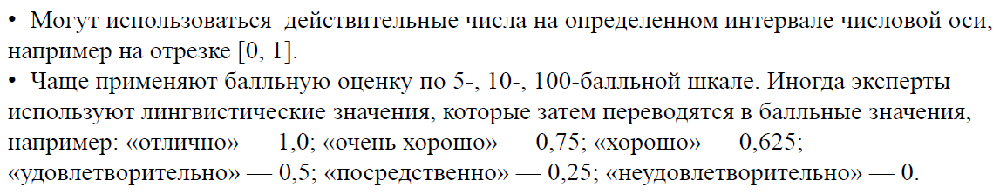 • Могут использоваться действительные числа на определенном интервале числовой оси,
например на отрезке [0, 1].
• Чаще применяют балльную оценку по 5-, 10-, 100-балльной шкале. Иногда эксперты
используют лингвистические значения, которые затем переводятся в балльные значения,
например: «отлично» — 1,0; «очень хорошо» — 0,75; «хорошо» — 0,625;
«удовлетворительно» — 0,5; «посредственно» — 0,25; «неудовлетворительно» — 0.